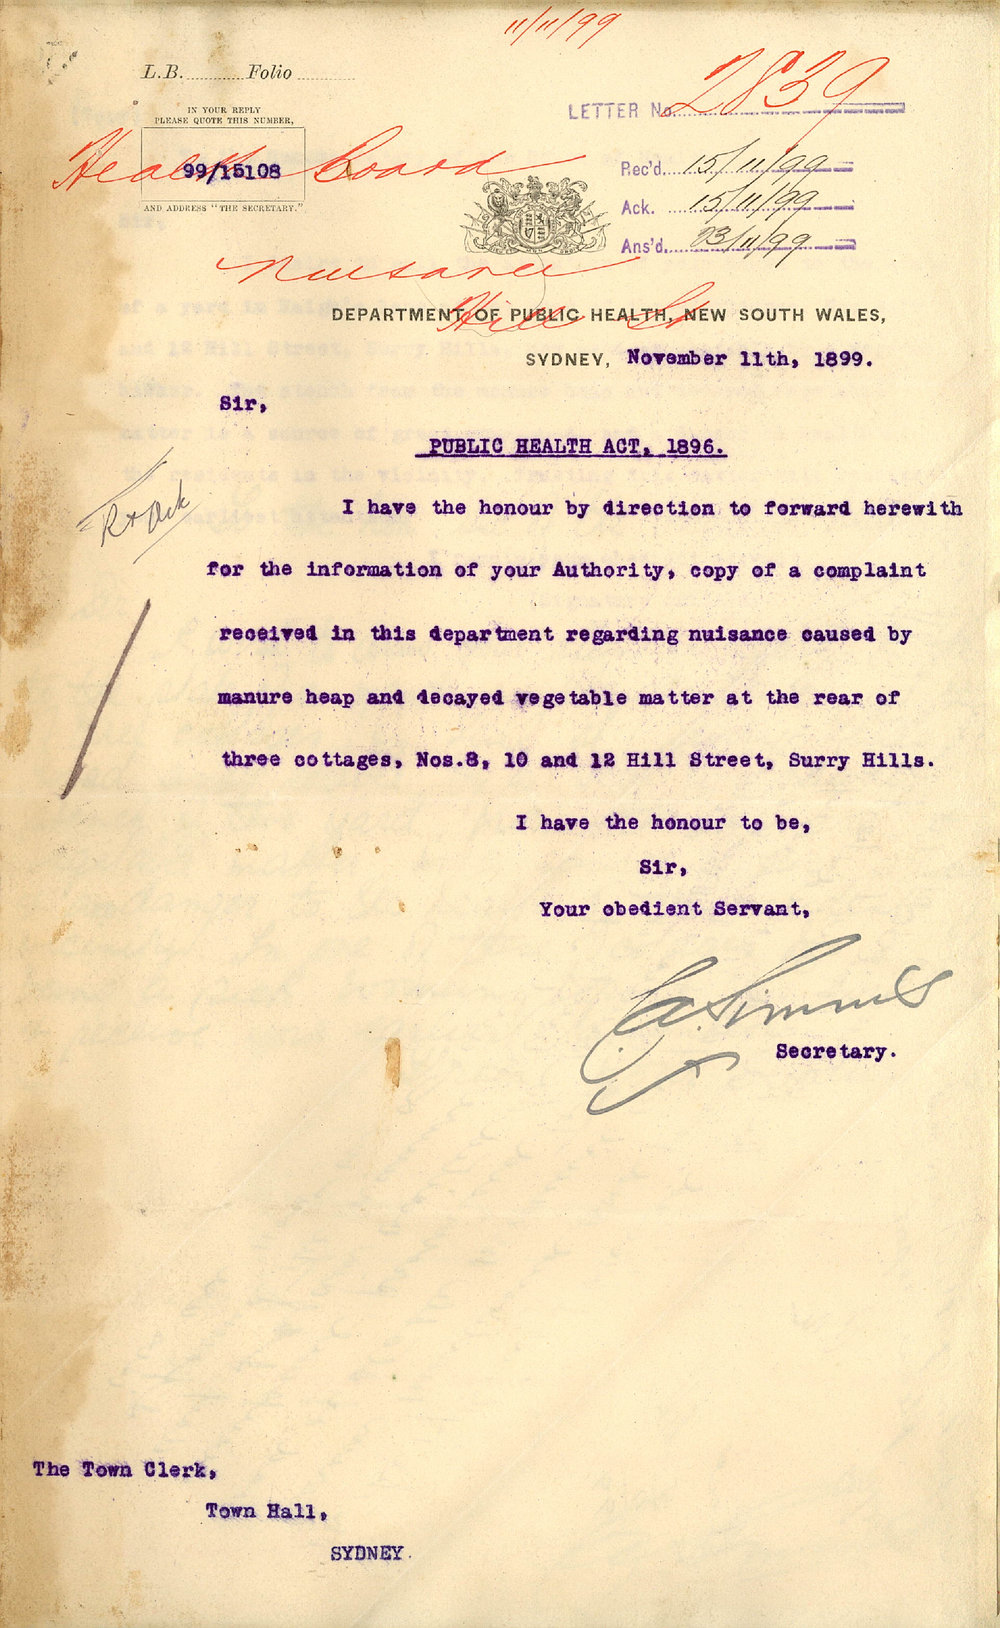 11/11/99
L.B. ............ Folio ............
LETTER No. 2839
IN YOUR REPLY
PLEASE QUOTE THIS NUMBER,
99/15108
AND ADDRESS "THE SECRETARY."
Health Board
Rec'd. 15/11/99
Ack. 15/11/99
Ans'd. 23/11/99
Nuisance
Hill St
DEPARTMENT OF PUBLIC HEALTH, NEW SOUTH WALES,
SYDNEY, November 11th, 1899.
Sir,
PUBLIC HEALTH ACT, 1896.
I have the honour by direction to forward herewith
for the information of your Authority, copy of a complaint
received in this department regarding nuisance caused by
manure heap and decayed vegetable matter at the rear of
three cottages, Nos.8, 10 and 12 Hill Street, Surry Hills.
I have the honour to be,
Sir,
Your obedient Servant,
Secretary.
The Town Clerk,
Town Hall,
SYDNEY.